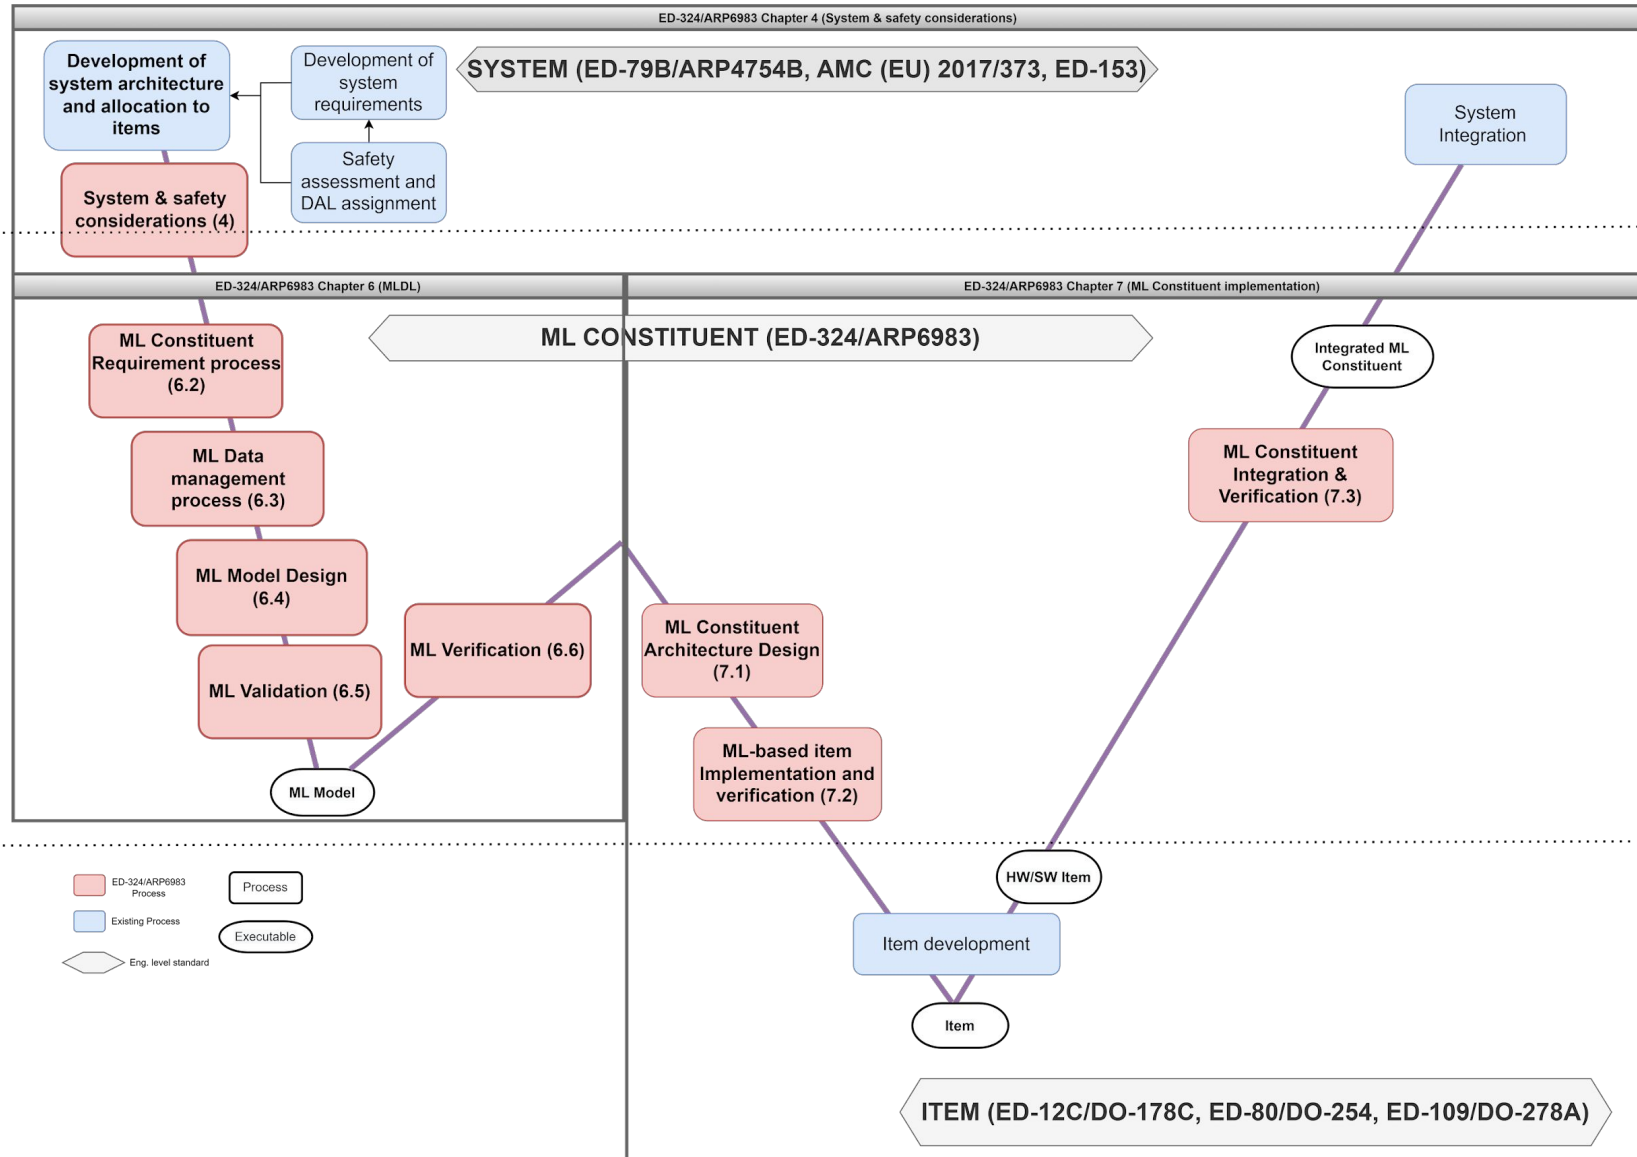 ED-324/ARP6983 Chapter 4 (System & safety considerations)
Development of
system architecture
and allocation to
items
Development of
system
requirements
SYSTEM (ED-79B/ARP4754B, AMC (EU) 2017/373, ED-153)
System
Integration
Safety
assessment and
DAL assignment
System & safety
considerations (4)
ED-324/ARP6983 Chapter 6 (MLDL)
ED-324/ARP6983 Chapter 7 (ML Constituent implementation)
ML CONSTITUENT (ED-324/ARP6983)
ML Constituent
Requirement process
(6.2)
Integrated ML
Constituent
ML Data
management
process (6.3)
ML Constituent
Integration &
Verification (7.3)
ML Model Design
(6.4)
ML Verification (6.6)
ML Constituent
Architecture Design
(7.1)
ML Validation (6.5)
ML-based item
Implementation and
verification (7.2)
ML Model
HW/SW Item
ED-324/ARP6983
Process
Process
Existing Process
Executable
Eng. level standard
Item development
Item
ITEM (ED-12C/DO-178C, ED-80/DO-254, ED-109/DO-278A)